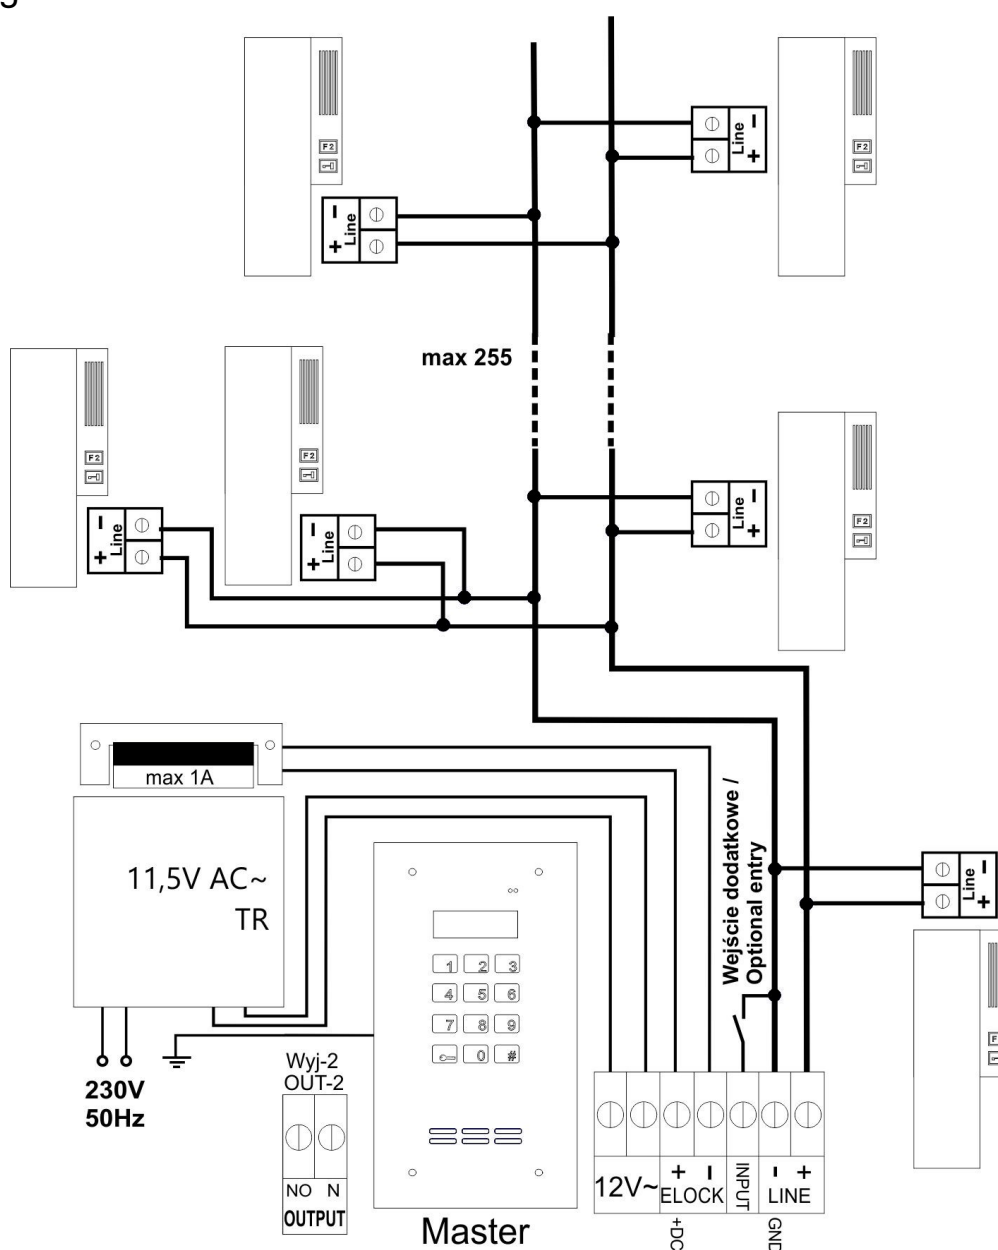 F2
- + Line
Line - +
F2
F2
- + Line
max 255
F2
F2
- + Line
- + Line
Line - +
F2
max 1A
11,5V AC~
TR
230V
50Hz
Wejście dodatkowe /
Optional entry
Line - +
1 2 3
4 5 6
7 8 9
0 #
Wyj-2
OUT-2
NO N
OUTPUT
Master
12V~
+ -
ELOCK
INPUT
- +
LINE
+DC
GND